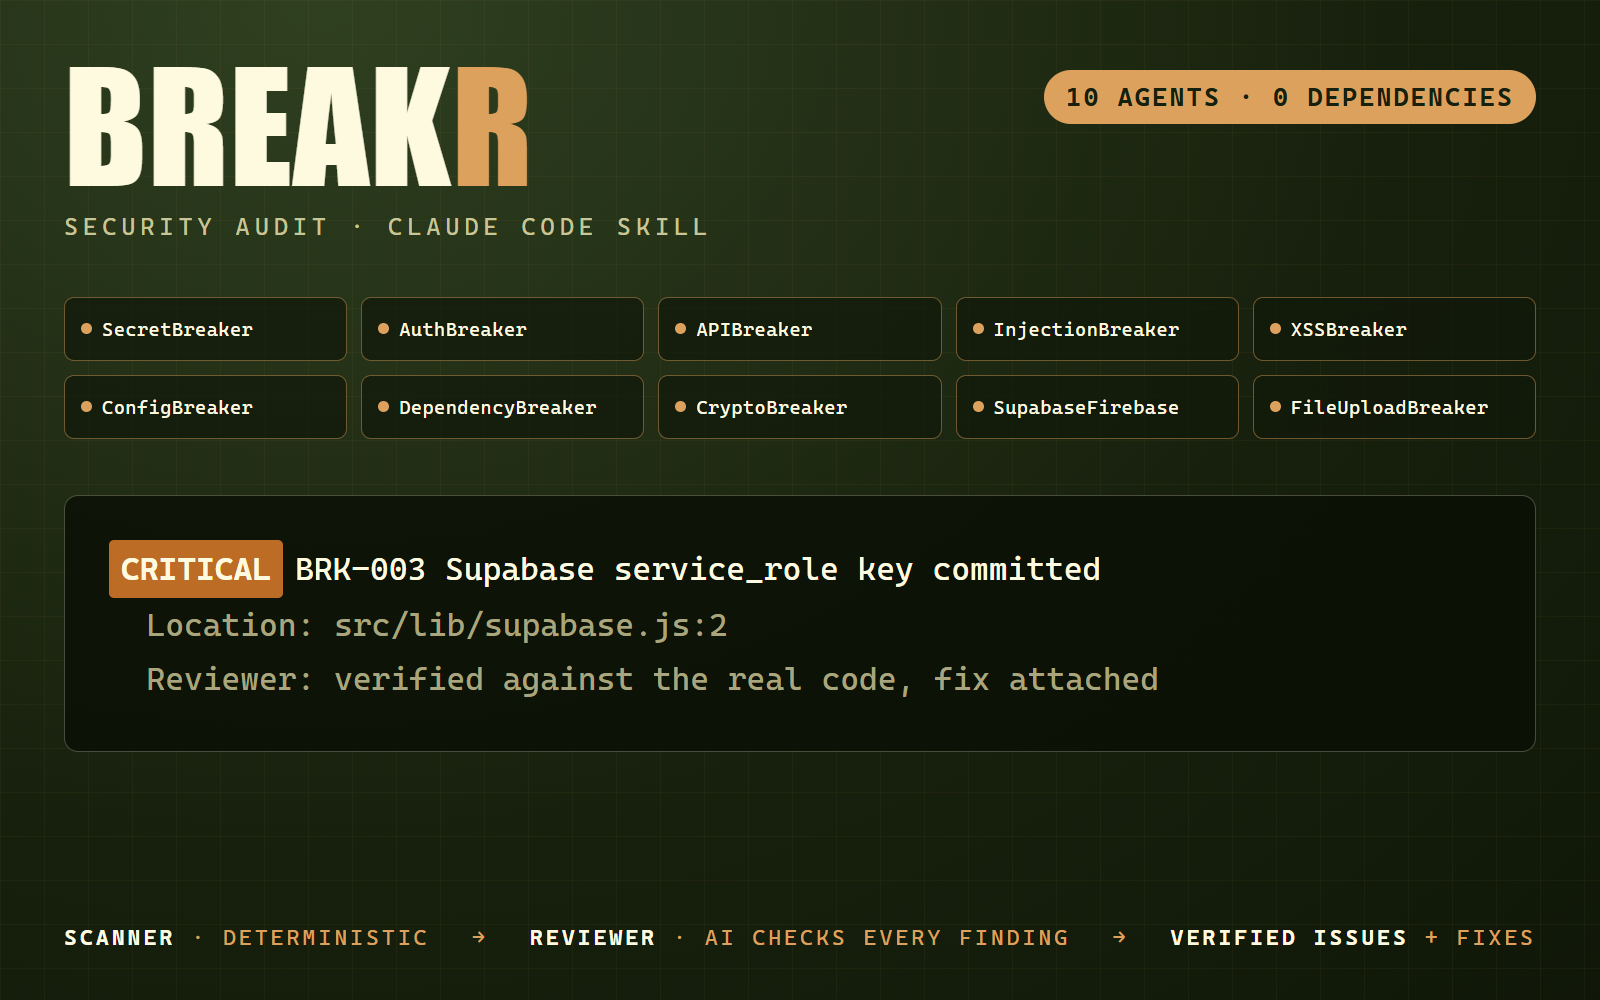 BREAKR
10 AGENTS · 0 DEPENDENCIES
SECURITY AUDIT · CLAUDE CODE SKILL
SecretBreaker
AuthBreaker
APIBreaker
InjectionBreaker
XSSBreaker
ConfigBreaker
DependencyBreaker
CryptoBreaker
SupabaseFirebase
FileUploadBreaker
CRITICAL BRK-003 Supabase service_role key committed
Location: src/lib/supabase.js:2
Reviewer: verified against the real code, fix attached
SCANNER · DETERMINISTIC → REVIEWER · AI CHECKS EVERY FINDING → VERIFIED ISSUES + FIXES